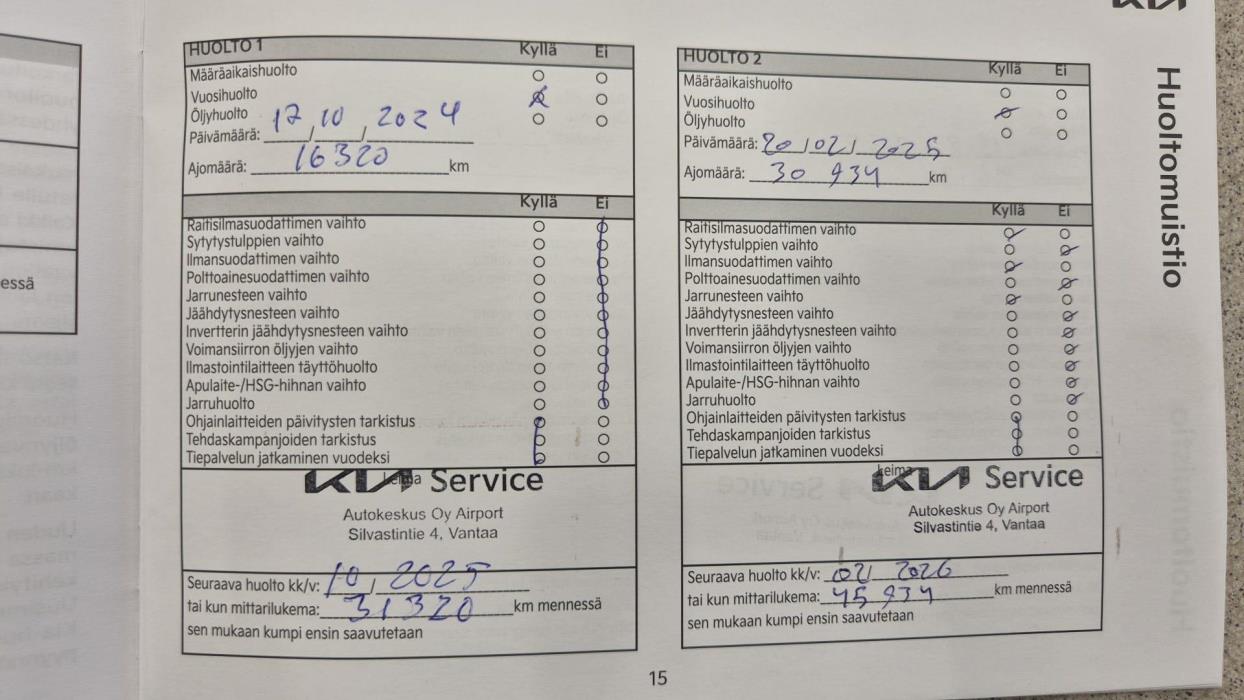 KIA
Huoltomuistio
essä
HUOLTO 1 Kyllä Ei
Määräaikaishuolto
Vuosihuolto
Öljyhuolto
Päivämäärä: 17/10/2024
Ajomäärä: 16320 km
Kyllä Ei
Raitisilmasuodattimen vaihto
Sytytystulppien vaihto
Ilmansuodattimen vaihto
Polttoainesuodattimen vaihto
Jarrunesteen vaihto
Jäähdytysnesteen vaihto
Invertterin jäähdytysnesteen vaihto
Voimansiirron öljyjen vaihto
Ilmastointilaitteen täyttöhuolto
Apulaite-/HSG-hihnan vaihto
Jarruhuolto
Ohjainlaitteiden päivitysten tarkistus
Tehdaskampanjoiden tarkistus
Tiepalvelun jatkaminen vuodeksi
Leima
KIA Service
Autokeskus Oy Airport
Silvastintie 4, Vantaa
Seuraava huolto kk/v: 10/2025
tai kun mittarilukema: 31320 km mennessä
sen mukaan kumpi ensin saavutetaan
HUOLTO 2 Kyllä Ei
Määräaikaishuolto
Vuosihuolto
Öljyhuolto
Päivämäärä: 20/02/2025
Ajomäärä: 30 934 km
Kyllä Ei
Raitisilmasuodattimen vaihto
Sytytystulppien vaihto
Ilmansuodattimen vaihto
Polttoainesuodattimen vaihto
Jarrunesteen vaihto
Jäähdytysnesteen vaihto
Invertterin jäähdytysnesteen vaihto
Voimansiirron öljyjen vaihto
Ilmastointilaitteen täyttöhuolto
Apulaite-/HSG-hihnan vaihto
Jarruhuolto
Ohjainlaitteiden päivitysten tarkistus
Tehdaskampanjoiden tarkistus
Tiepalvelun jatkaminen vuodeksi
Leima
KIA Service
Autokeskus Oy Airport
Silvastintie 4, Vantaa
Seuraava huolto kk/v: 02/2026
tai kun mittarilukema: 45934 km mennessä
sen mukaan kumpi ensin saavutetaan
15